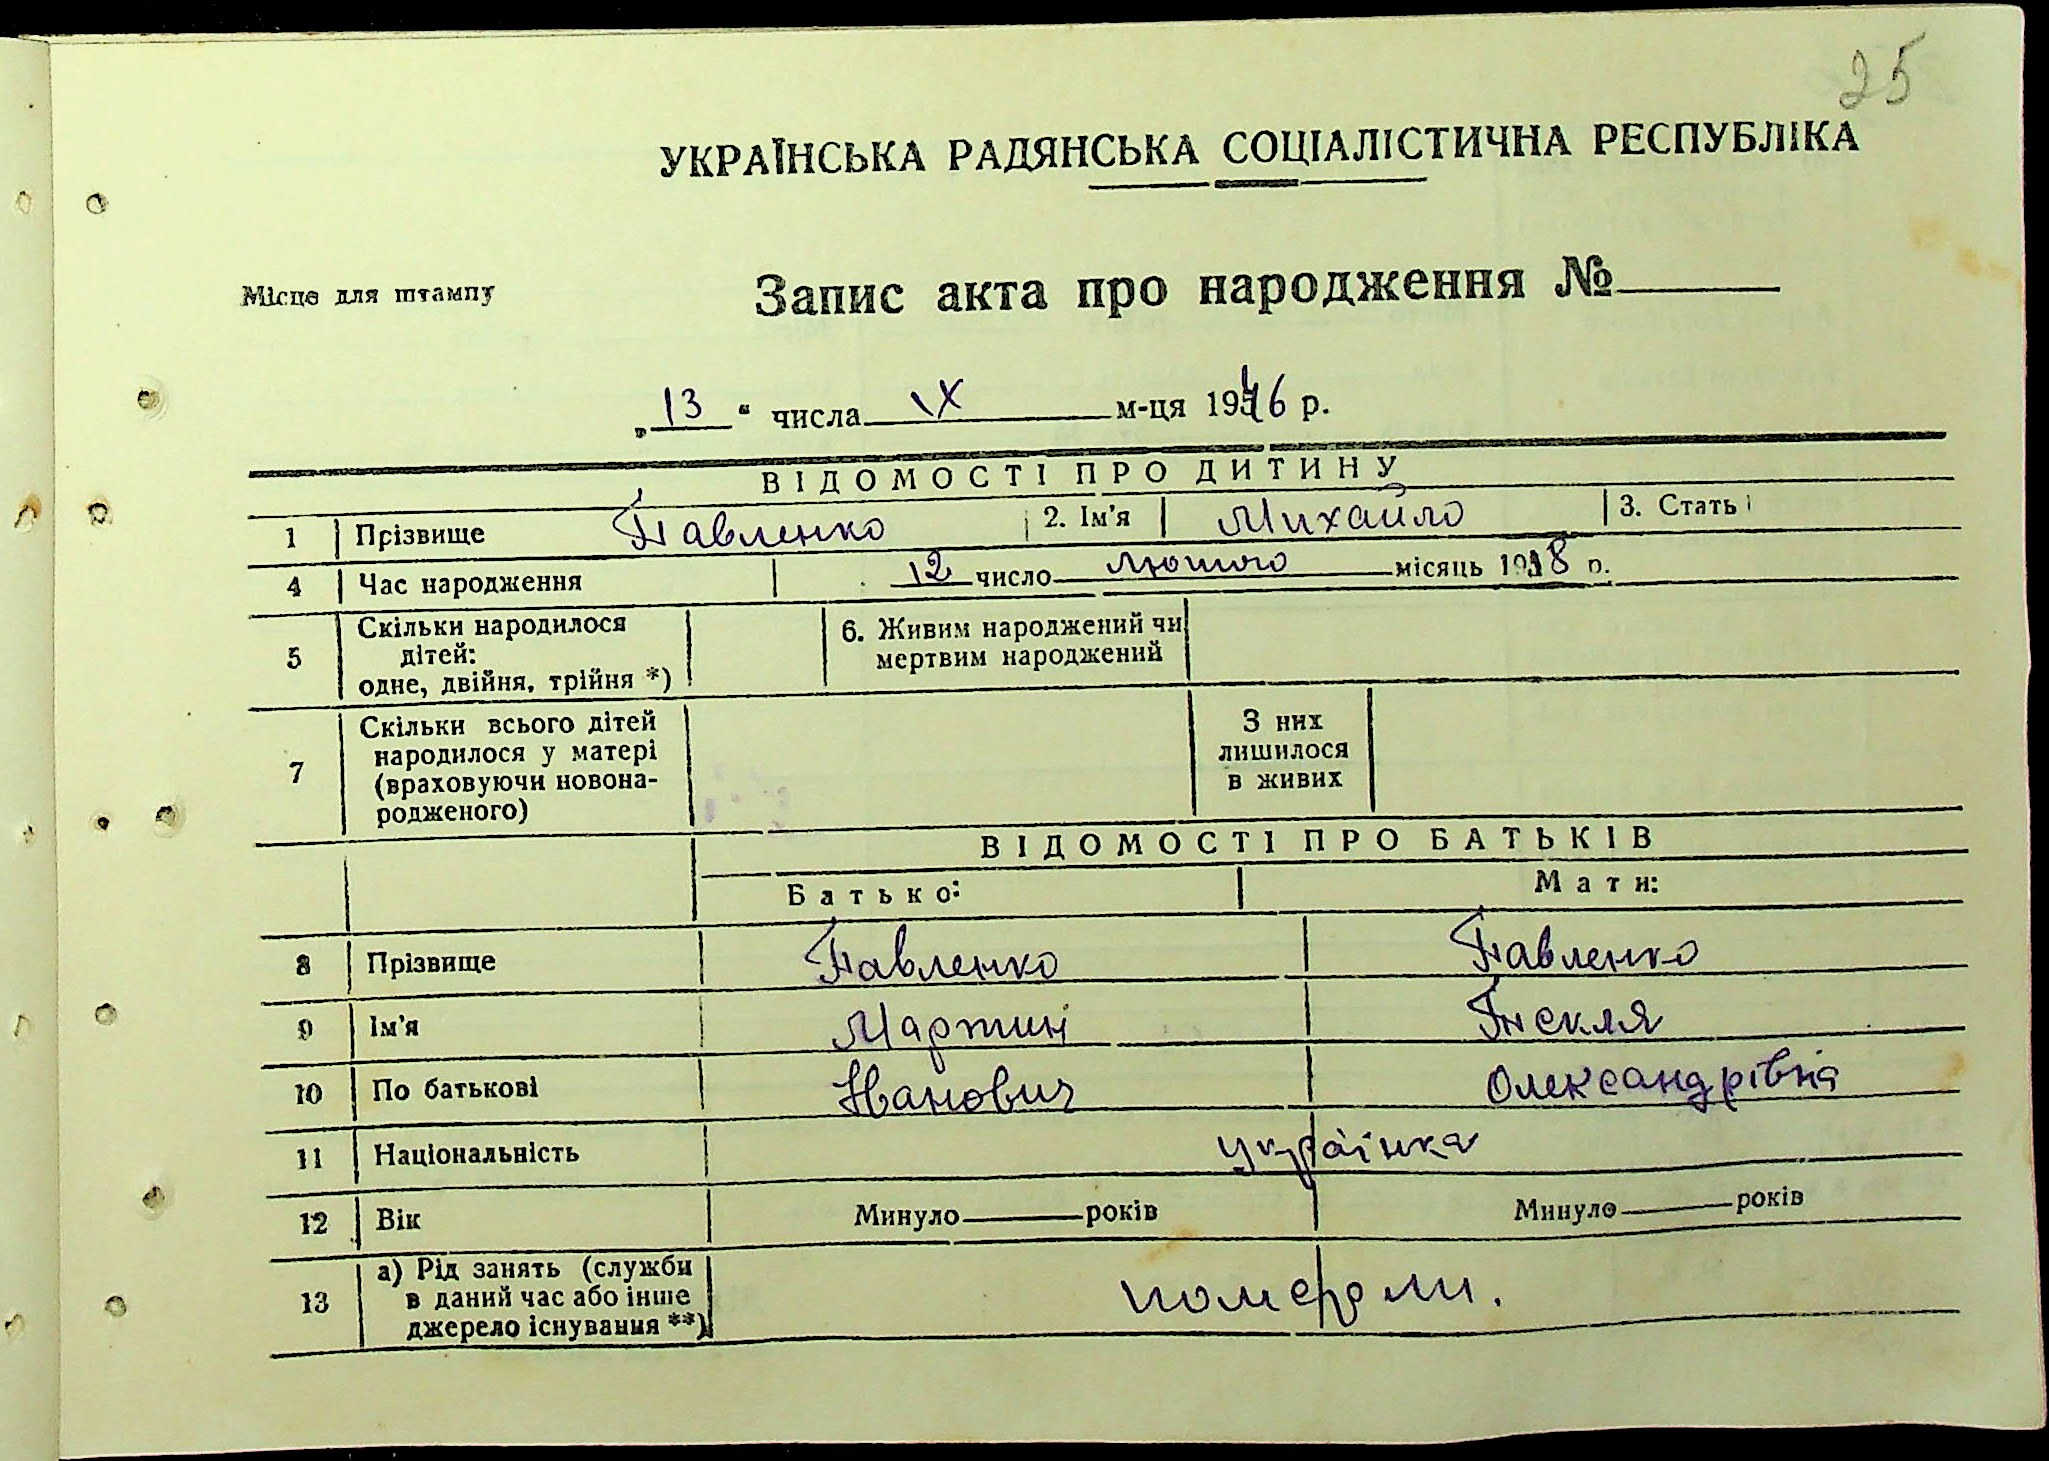 25
УКРАЇНСЬКА РАДЯНСЬКА СОЦІАЛІСТИЧНА РЕСПУБЛІКА
Місце для штампу
Запис акта про народження №
„13“ числа IX м-ця 1946 р.
ВІДОМОСТІ ПРО ДИТИНУ
1 Прізвище Павленко 2. Ім'я Михайло 3. Стать
4 Час народження 12 число лютого місяць 1918 р.
5 Скільки народилося дітей: одне, двійня, трійня *) 6. Живим народжений чи мертвим народжений
7 Скільки всього дітей народилося у матері (враховуючи новонародженого) З них лишилося в живих
ВІДОМОСТІ ПРО БАТЬКІВ
Батько: Мати:
8 Прізвище Павленко Павленко
9 Ім'я Мартин Пекля
10 По батькові Иванович Олександрівна
11 Національність українка
12 Вік Минуло років Минуло років
13 а) Рід занять (служби в даний час або інше джерело існування **) померли.